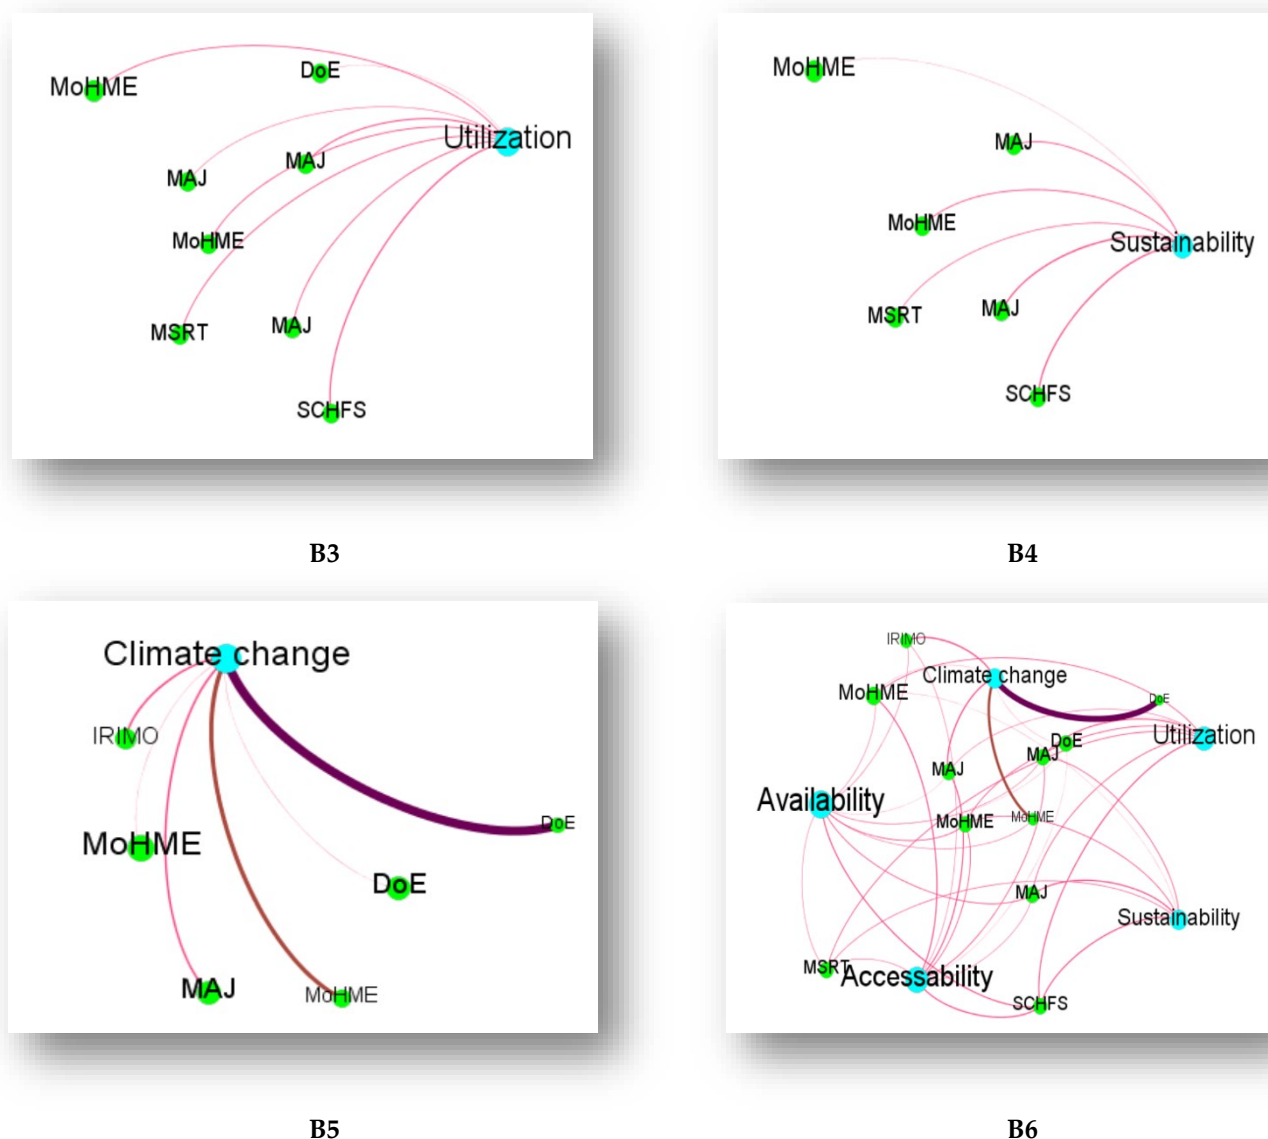 MoHME
DoE
Utilization
MAJ
MAJ
MoHME
MSRT
MAJ
SCHFS
B3
MoHME
MAJ
MoHME
Sustainability
MSRT
MAJ
SCHFS
B4
Climate change
IRIMO
MoHME
DoE
DoE
MAJ
MoHME
B5
IRIMO
Climate change
MoHME
DoE
Utilization
DoE
MAJ
MAJ
Availability
MoHME
MoHME
MAJ
Sustainability
MSRT
Accessability
SCHFS
B6